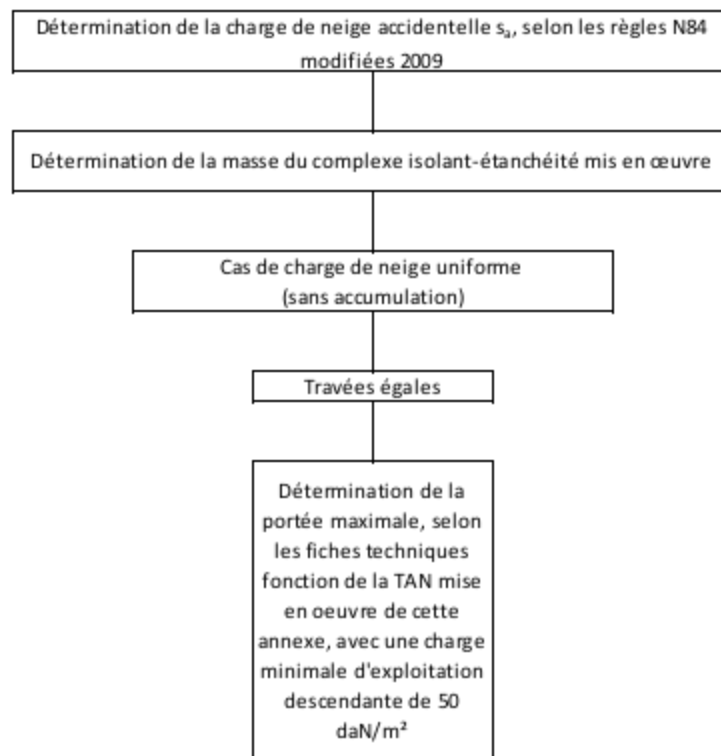 Détermination de la charge de neige accidentelle sₐ, selon les règles N84
modifiées 2009
Détermination de la masse du complexe isolant-étanchéité mis en œuvre
Cas de charge de neige uniforme
(sans accumulation)
Travées égales
Détermination de la
portée maximale, selon
les fiches techniques
fonction de la TAN mise
en oeuvre de cette
annexe, avec une charge
minimale d'exploitation
descendante de 50
daN/m²